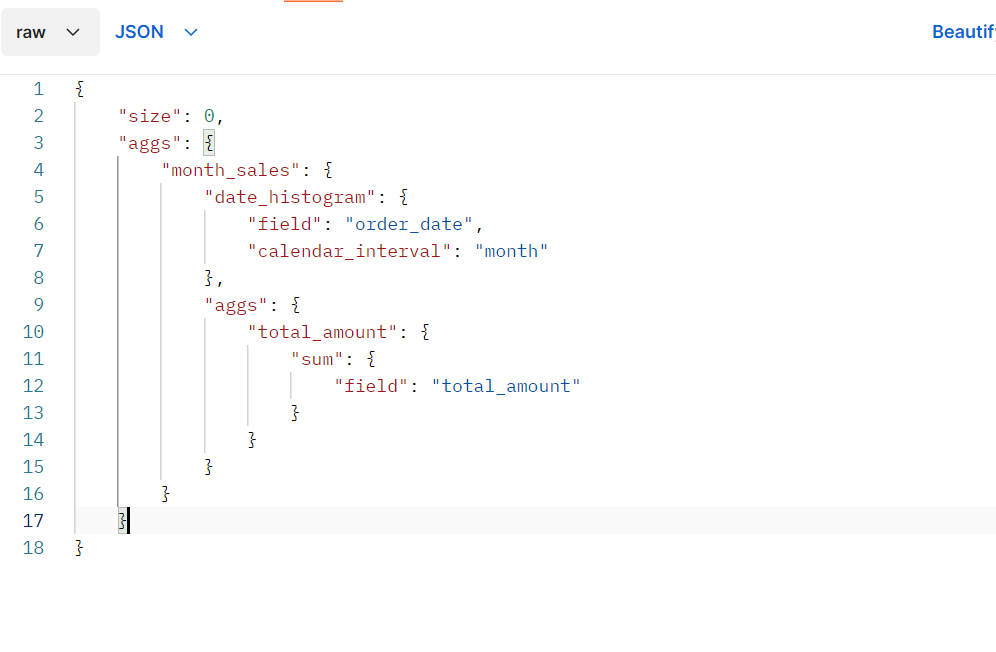 raw JSON Beautif
1 {
2     "size": 0,
3     "aggs": {
4         "month_sales": {
5             "date_histogram": {
6                 "field": "order_date",
7                 "calendar_interval": "month"
8             },
9             "aggs": {
10                 "total_amount": {
11                     "sum": {
12                         "field": "total_amount"
13                     }
14                 }
15             }
16         }
17     }
18 }